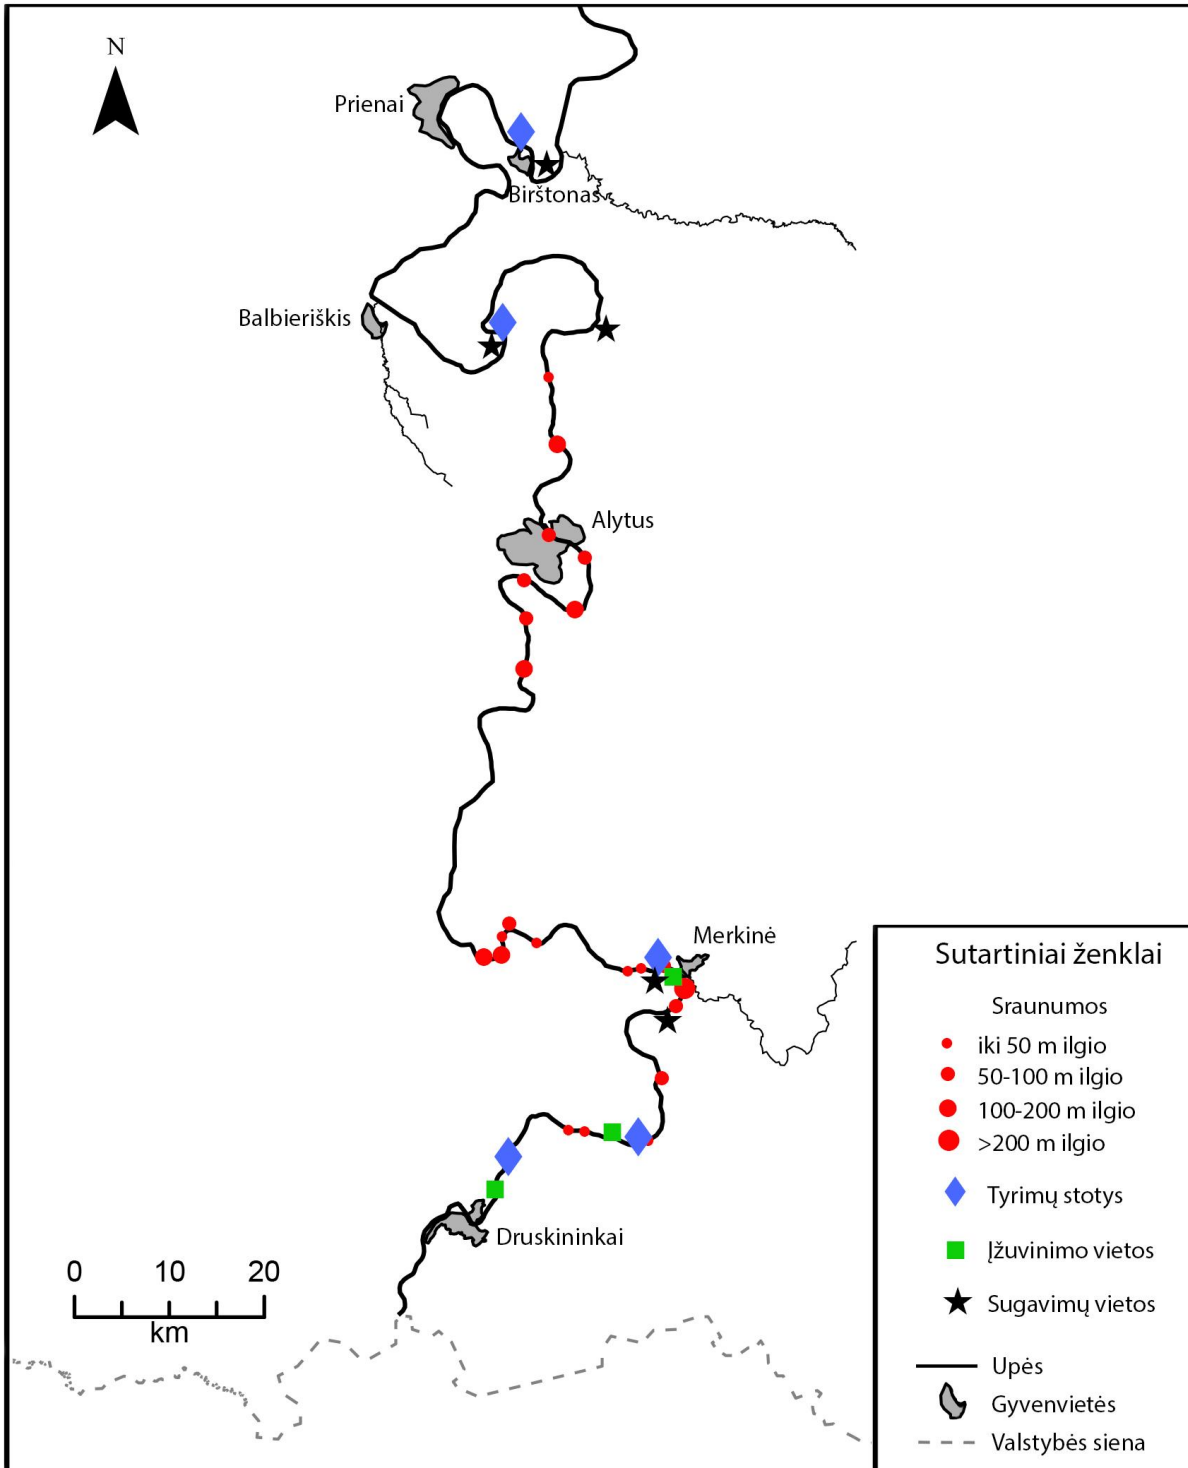 N
Prienai
Birštonas
Balbieriškis
Alytus
Merkinė
Druskininkai
0 10 20
km
Sutartiniai ženklai
Sraunumos
iki 50 m ilgio
50-100 m ilgio
100-200 m ilgio
>200 m ilgio
Tyrimų stotys
Įžuvinimo vietos
Sugavimų vietos
Upės
Gyvenvietės
Valstybės siena